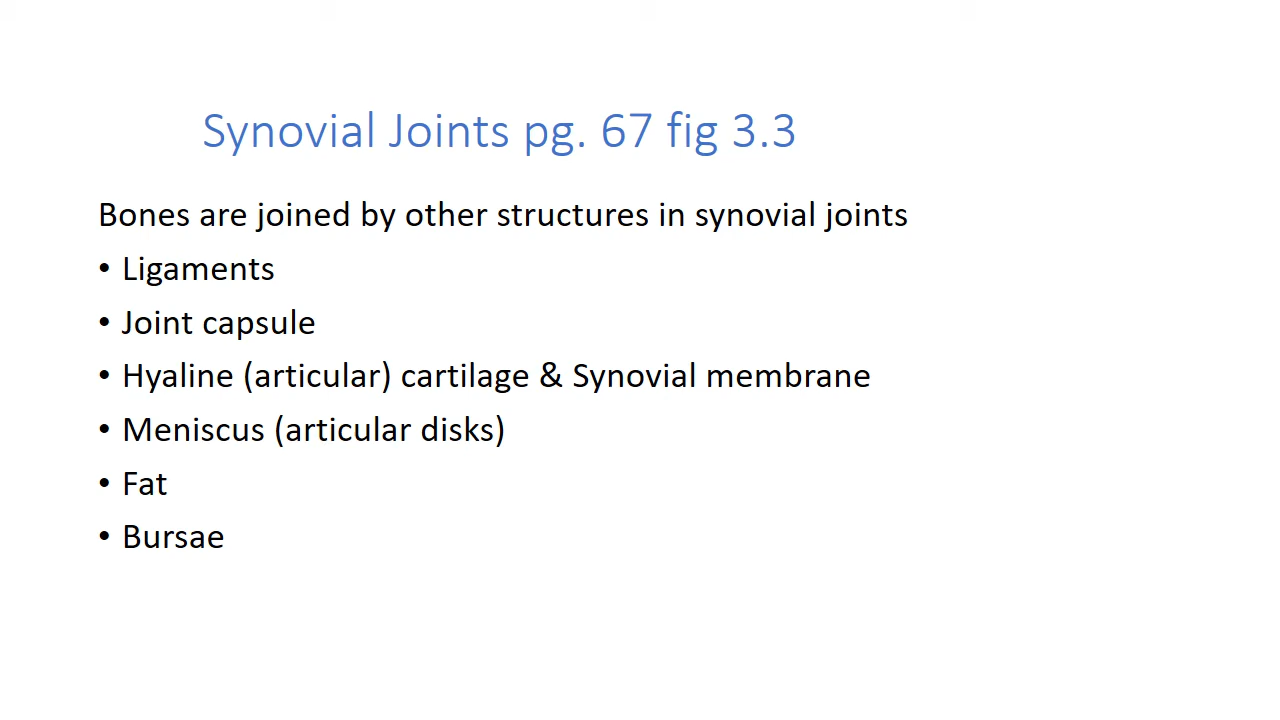 Synovial Joints pg. 67 fig 3.3
Bones are joined by other structures in synovial joints
• Ligaments
• Joint capsule
• Hyaline (articular) cartilage & Synovial membrane
• Meniscus (articular disks)
• Fat
• Bursae